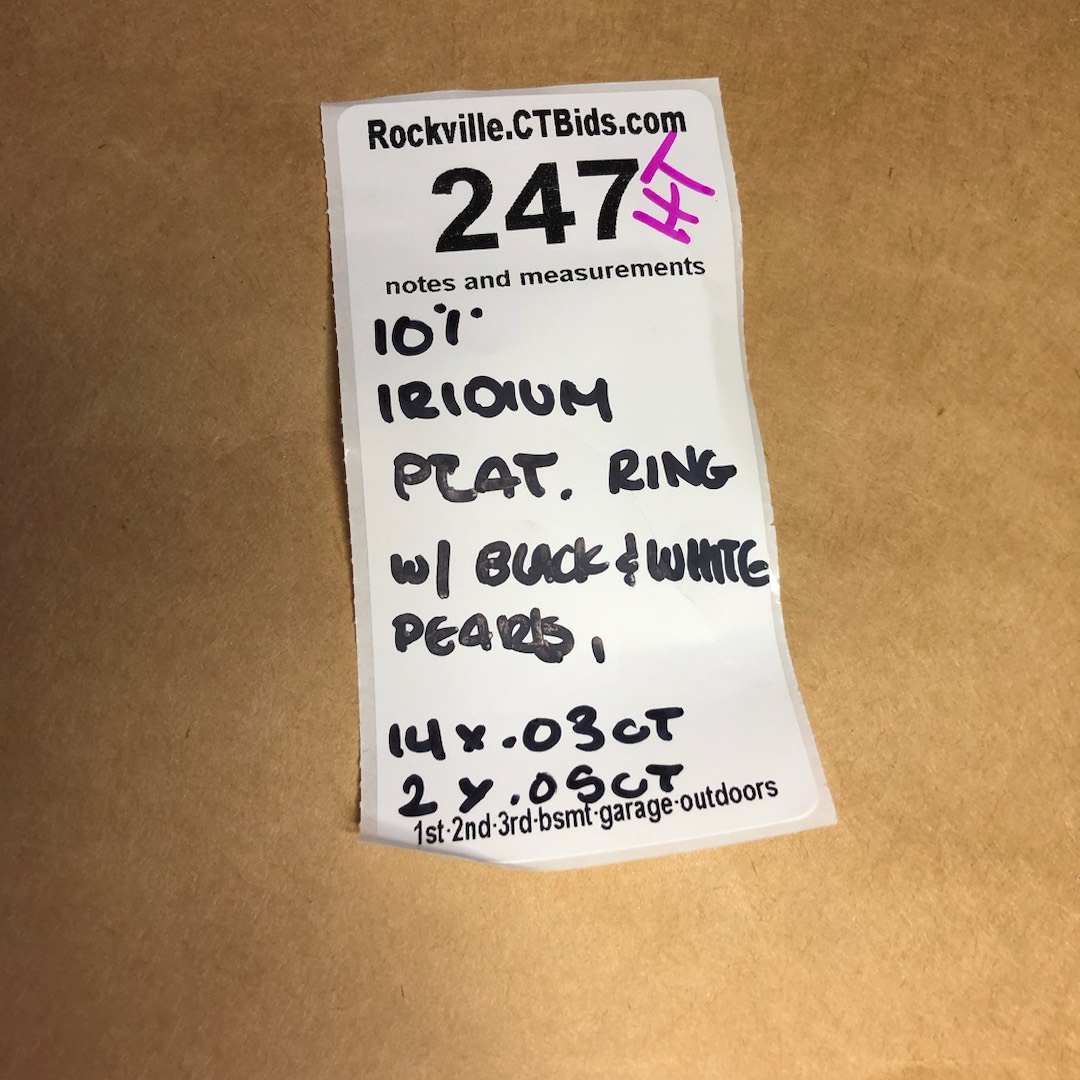 Rockville.CTBids.com
247 HT
notes and measurements
10%
IRIDIUM
PLAT. RING
w/ BLACK & WHITE
PEARLS,
14 x .03 CT
2 x .05 CT
1st·2nd·3rd·bsmt·garage·outdoors